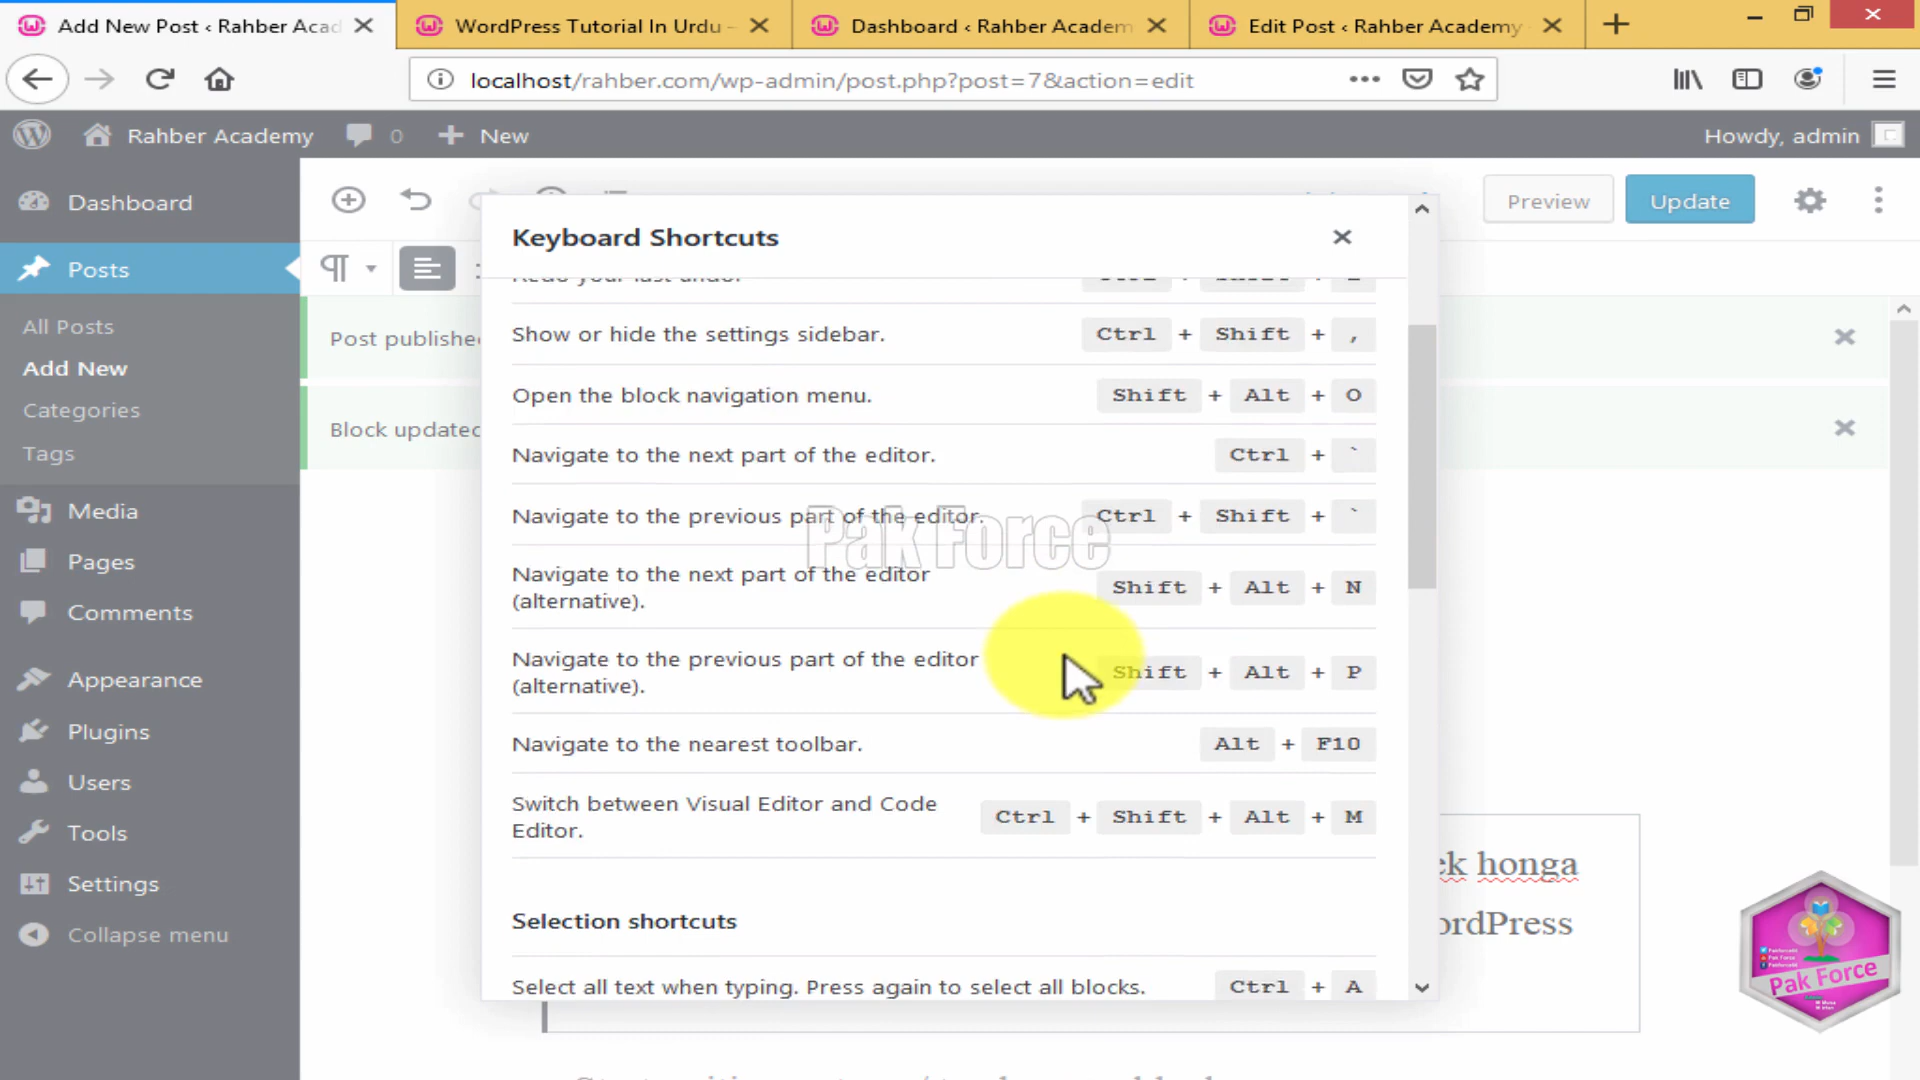 Add New Post ‹ Rahber Acad
WordPress Tutorial In Urdu –
Dashboard ‹ Rahber Academ
Edit Post ‹ Rahber Academy
localhost/rahber.com/wp-admin/post.php?post=7&action=edit
Rahber Academy 0 + New
Howdy, admin
Dashboard
Posts
All Posts
Add New
Categories
Tags
Media
Pages
Comments
Appearance
Plugins
Users
Tools
Settings
Collapse menu
Preview
Update
Post publishe
Block updated
Keyboard Shortcuts
Redo your last undo.
Show or hide the settings sidebar. Ctrl + Shift + ,
Open the block navigation menu. Shift + Alt + O
Navigate to the next part of the editor. Ctrl + `
Navigate to the previous part of the editor. Ctrl + Shift + `
Navigate to the next part of the editor
(alternative). Shift + Alt + N
Navigate to the previous part of the editor
(alternative). Shift + Alt + P
Navigate to the nearest toolbar. Alt + F10
Switch between Visual Editor and Code
Editor. Ctrl + Shift + Alt + M
Selection shortcuts
Select all text when typing. Press again to select all blocks. Ctrl + A
ek honga
ordPress
Pak Force
Pak Force